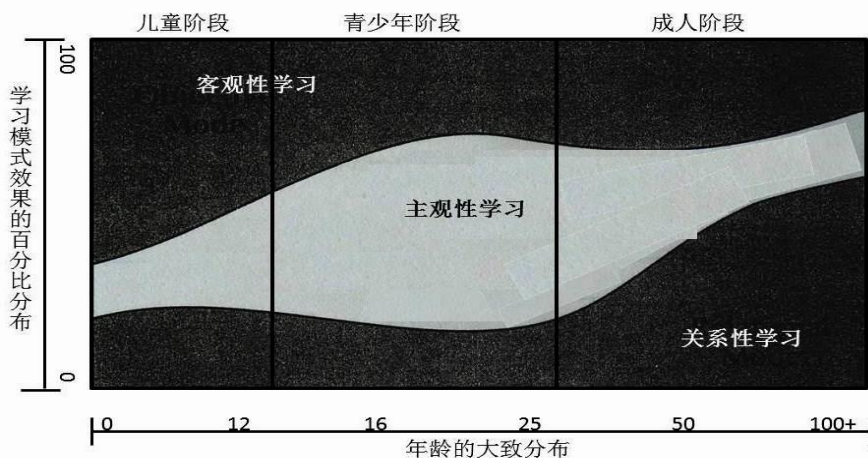 儿童阶段 青少年阶段 成人阶段
100
客观性学习
Mode
学习模式效果的百分比分布
主观性学习
关系性学习
0
0 12 16 25 50 100+
年龄的大致分布